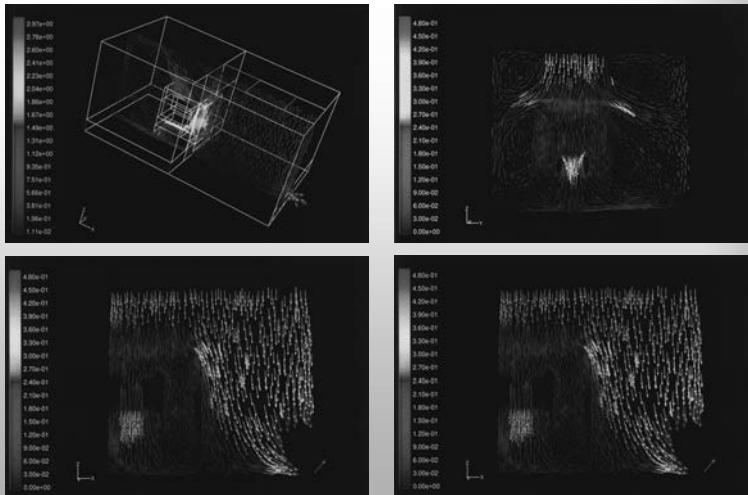 2.97e+00
2.78e+00
2.60e+00
2.41e+00
2.23e+00
2.04e+00
1.86e+00
1.67e+00
1.49e+00
1.31e+00
1.12e+00
9.35e-01
7.51e-01
5.66e-01
3.81e-01
1.96e-01
1.11e-02
4.80e-01
4.50e-01
4.20e-01
3.90e-01
3.60e-01
3.30e-01
3.00e-01
2.70e-01
2.40e-01
2.10e-01
1.80e-01
1.50e-01
1.20e-01
9.00e-02
6.00e-02
3.00e-02
0.00e+00
4.80e-01
4.50e-01
4.20e-01
3.90e-01
3.60e-01
3.30e-01
3.00e-01
2.70e-01
2.40e-01
2.10e-01
1.80e-01
1.50e-01
1.20e-01
9.00e-02
6.00e-02
3.00e-02
0.00e+00
4.80e-01
4.50e-01
4.20e-01
3.90e-01
3.60e-01
3.30e-01
3.00e-01
2.70e-01
2.40e-01
2.10e-01
1.80e-01
1.50e-01
1.20e-01
9.00e-02
6.00e-02
3.00e-02
0.00e+00